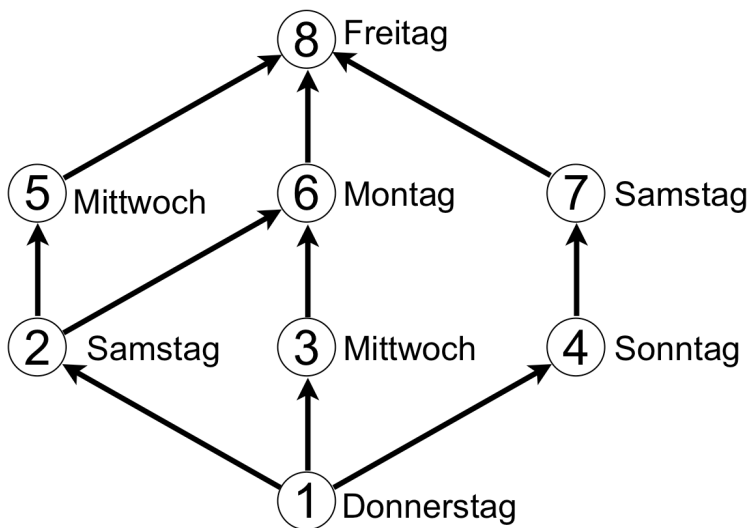 8 Freitag
5 Mittwoch 6 Montag 7 Samstag
2 Samstag 3 Mittwoch 4 Sonntag
1 Donnerstag